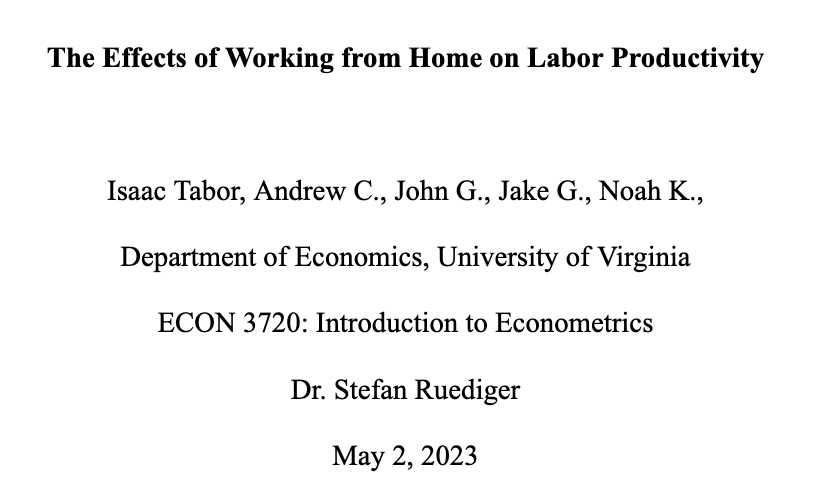 The Effects of Working from Home on Labor Productivity
Isaac Tabor, Andrew C., John G., Jake G., Noah K.,
Department of Economics, University of Virginia
ECON 3720: Introduction to Econometrics
Dr. Stefan Ruediger
May 2, 2023